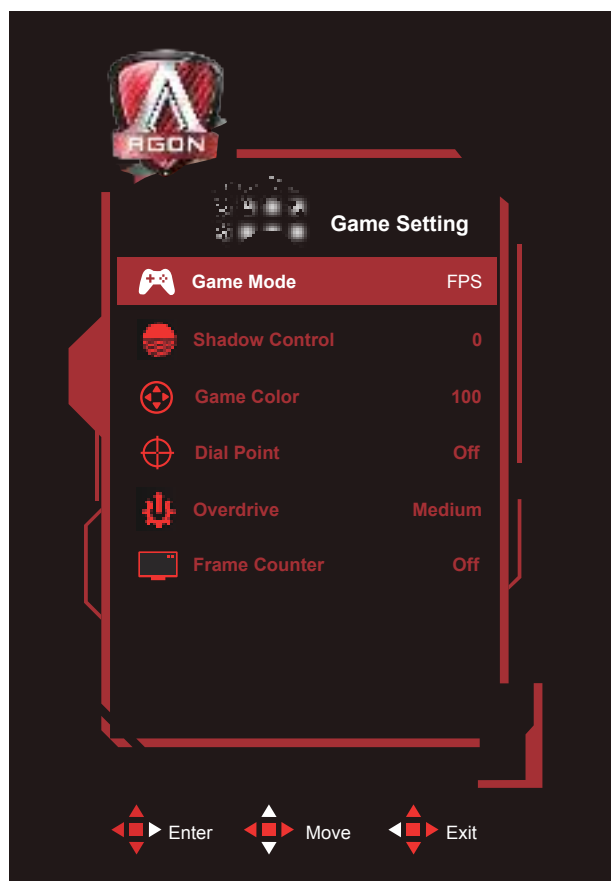 AGON
Game Setting
Game Mode FPS
Shadow Control 0
Game Color 100
Dial Point Off
Overdrive Medium
Frame Counter Off
Enter Move Exit